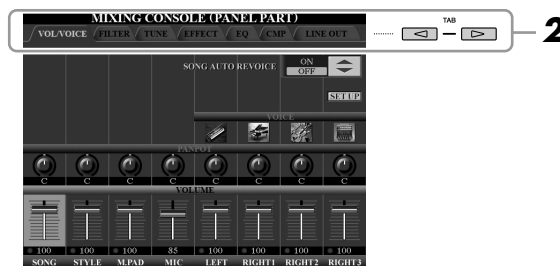 MIXING CONSOLE (PANEL PART)
VOL/VOICE FILTER TUNE EFFECT EQ CMP LINE OUT
TAB
2
SONG AUTO REVOICE ON
OFF
SETUP
VOICE
PANPOT
C C C C C C C C
VOLUME
100 100 100 85 100 100 100 100
SONG STYLE M.PAD MIC LEFT RIGHT1 RIGHT2 RIGHT3